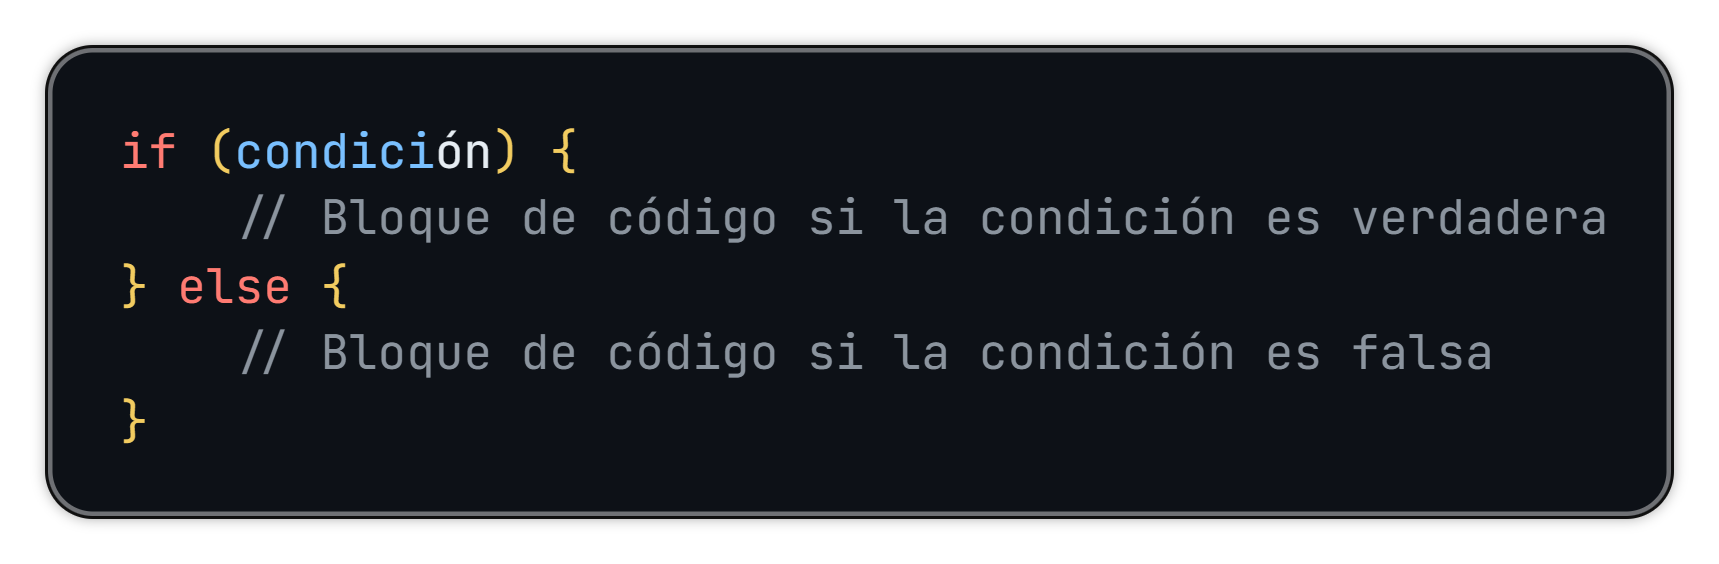 if (condición) {
    // Bloque de código si la condición es verdadera
} else {
    // Bloque de código si la condición es falsa
}